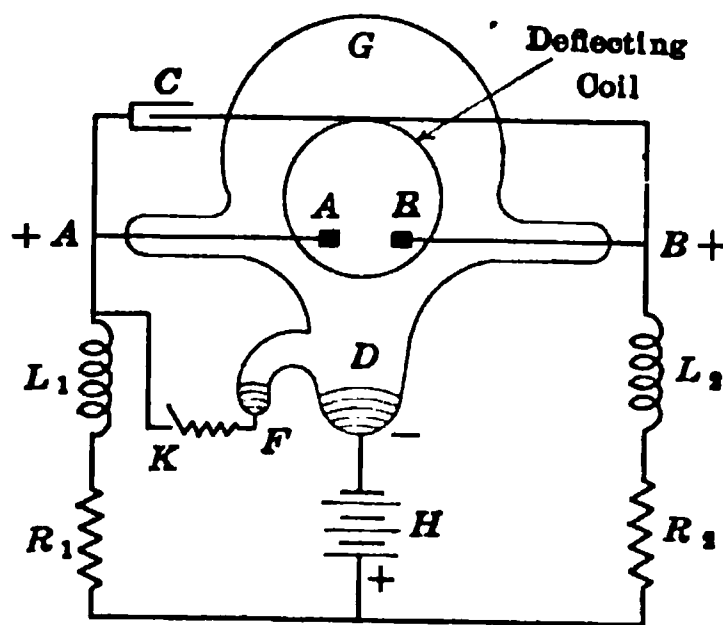 G
Deflecting
Coil
C
A B
+ A
B +
L₁
D
L₂
K
F
−
R₁
H
R₂
+